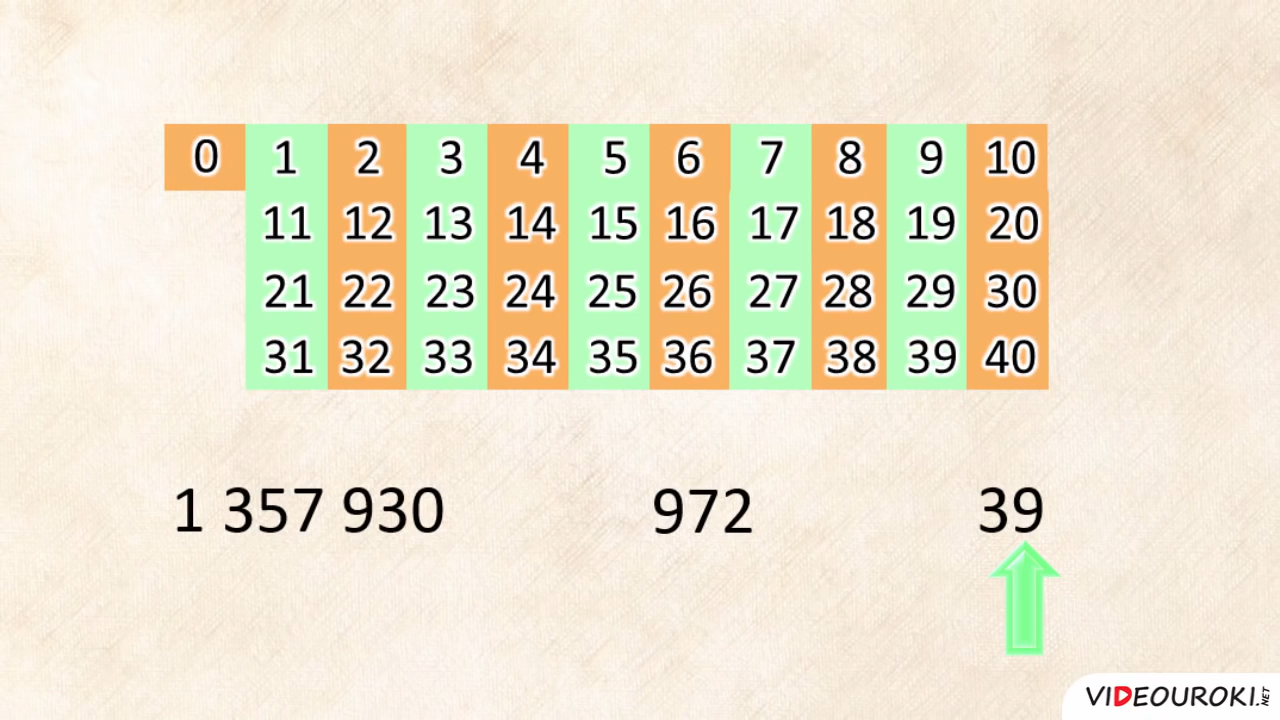 0 1 2 3 4 5 6 7 8 9 10
11 12 13 14 15 16 17 18 19 20
21 22 23 24 25 26 27 28 29 30
31 32 33 34 35 36 37 38 39 40
1 357 930 972 39
VIDEOUROKI.NET